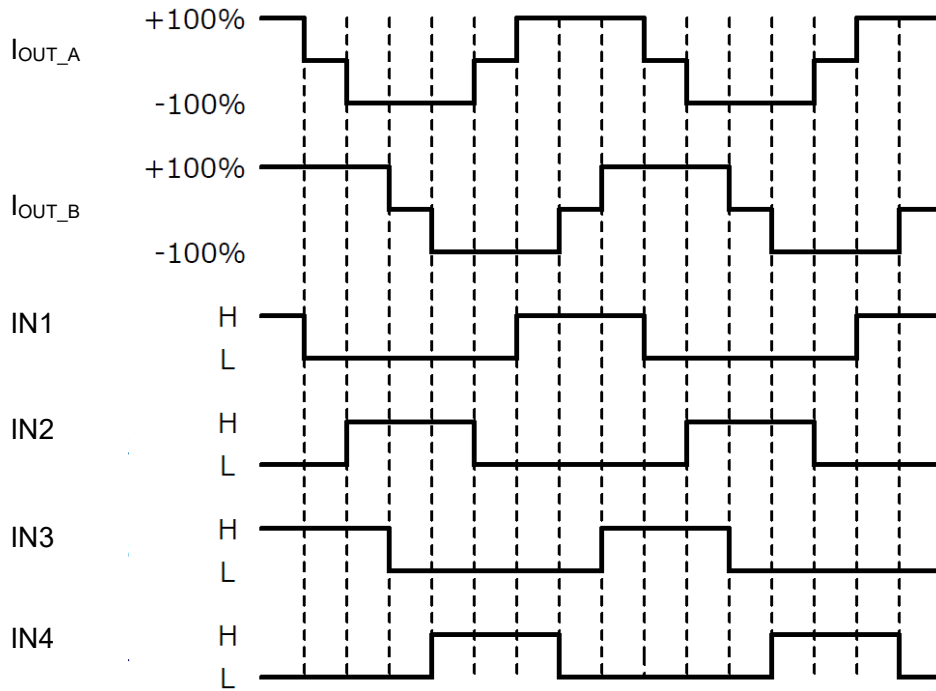 +100%
IOUT_A
-100%
+100%
IOUT_B
-100%
IN1 H
L
IN2 H
L
IN3 H
L
IN4 H
L